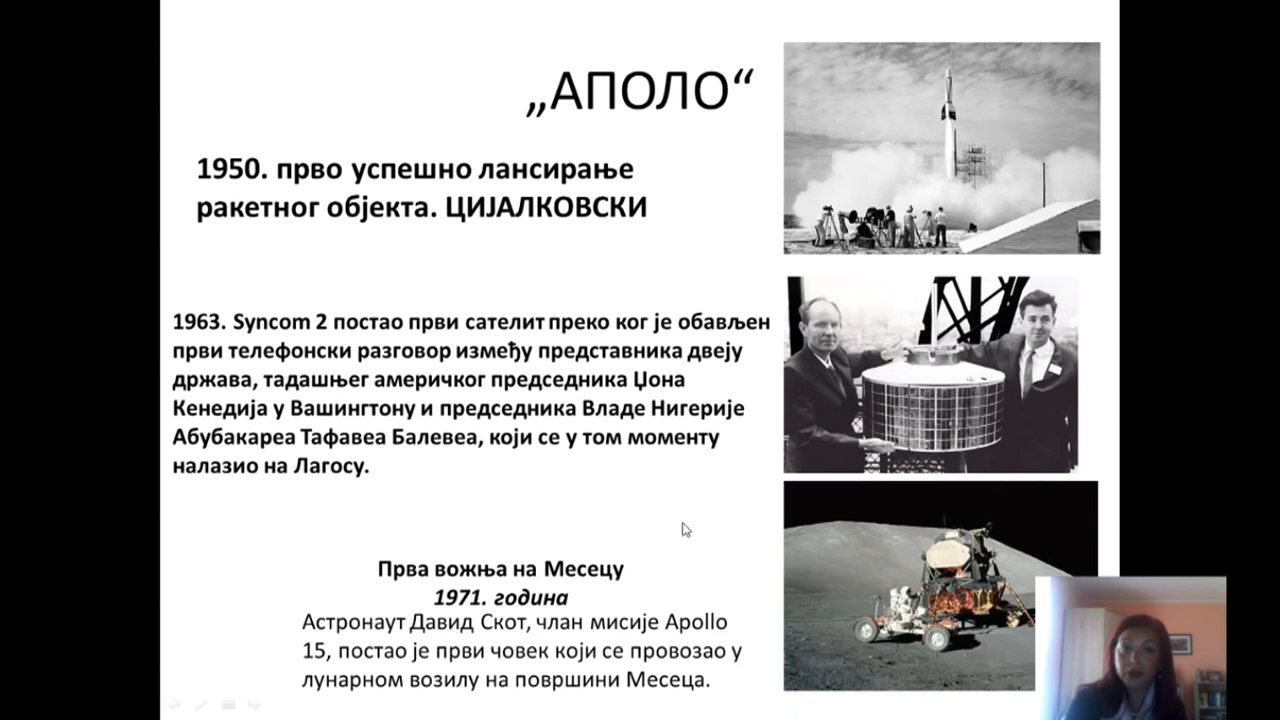 „АПОЛО“
1950. прво успешно лансирање
ракетног објекта. ЦИЈАЛКОВСКИ
1963. Syncom 2 постао први сателит преко ког је обављен
први телефонски разговор између представника двеју
држава, тадашњег америчког председника Џона
Кенедија у Вашингтону и председника Владе Нигерије
Абубакареа Тафавеа Балевеа, који се у том моменту
налазио на Лагосу.
Прва вожња на Месецу
1971. година
Астронаут Давид Скот, члан мисије Apollo
15, постао је први човек који се провозао у
лунарном возилу на површини Месеца.